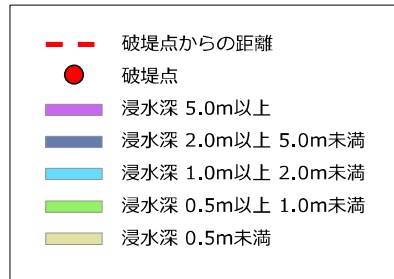 破堤点からの距離
破堤点
浸水深 5.0m以上
浸水深 2.0m以上 5.0m未満
浸水深 1.0m以上 2.0m未満
浸水深 0.5m以上 1.0m未満
浸水深 0.5m未満